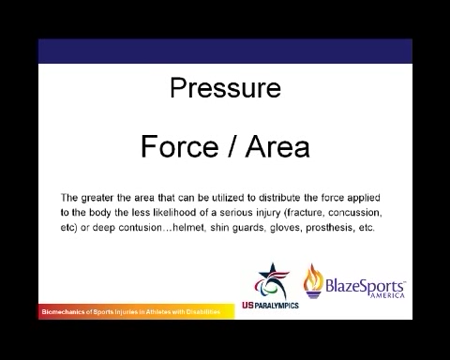 Pressure
Force / Area
The greater the area that can be utilized to distribute the force applied
to the body the less likelihood of a serious injury (fracture, concussion,
etc) or deep contusion…helmet, shin guards, gloves, prosthesis, etc.
US PARALYMPICS
BlazeSports
AMERICA
Biomechanics of Sports Injuries in Athletes with Disabilities